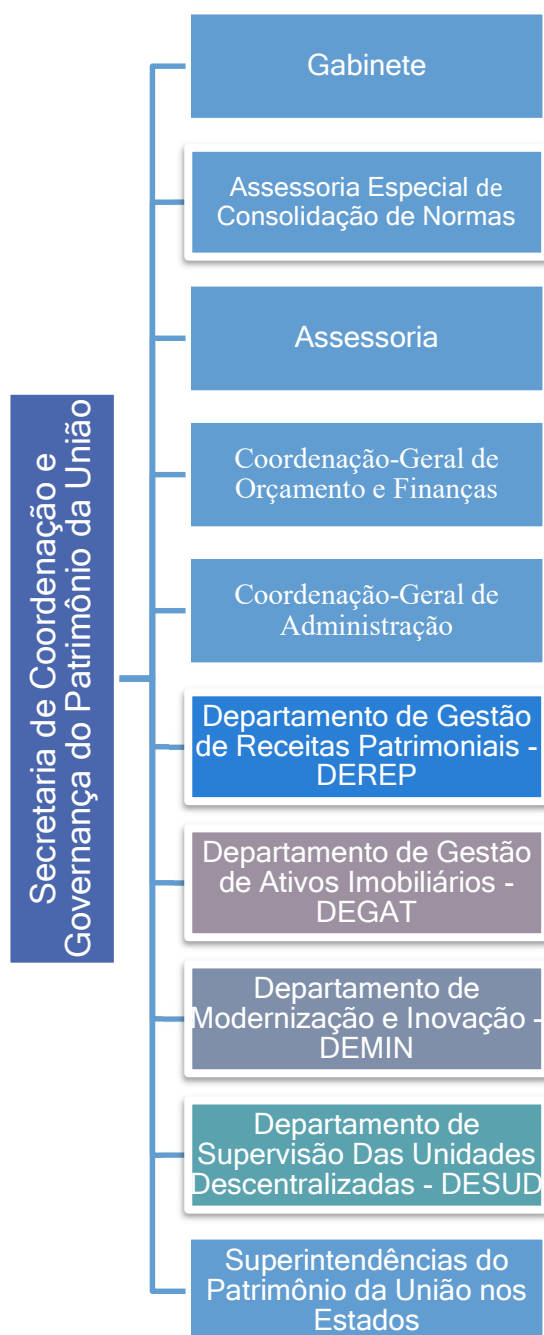 Secretaria de Coordenação e
Governança do Patrimônio da União
Gabinete
Assessoria Especial de
Consolidação de Normas
Assessoria
Coordenação-Geral de
Orçamento e Finanças
Coordenação-Geral de
Administração
Departamento de Gestão
de Receitas Patrimoniais -
DEREP
Departamento de Gestão
de Ativos Imobiliários -
DEGAT
Departamento de
Modernização e Inovação -
DEMIN
Departamento de
Supervisão Das Unidades
Descentralizadas - DESUD
Superintendências do
Patrimônio da União nos
Estados